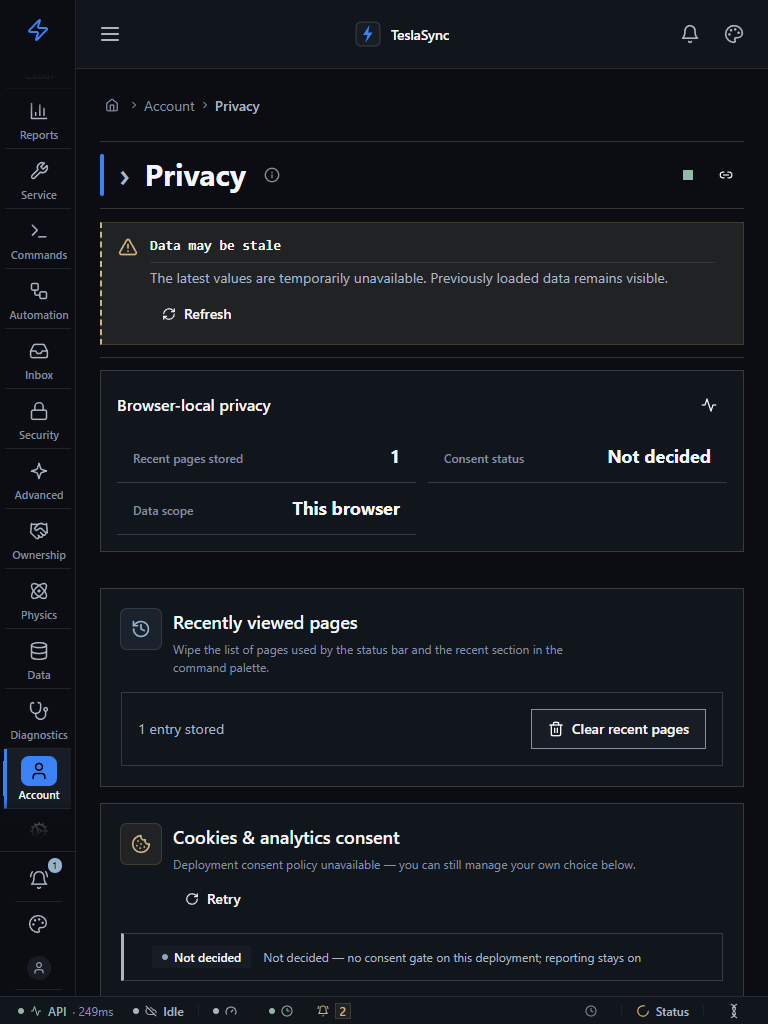 TeslaSync
Reports
Service
Commands
Automation
Inbox
Security
Advanced
Ownership
Physics
Data
Diagnostics
Account
1
Account
Privacy
Privacy
Data may be stale
The latest values are temporarily unavailable. Previously loaded data remains visible.
Refresh
Browser-local privacy
Recent pages stored 1
Consent status Not decided
Data scope This browser
Recently viewed pages
Wipe the list of pages used by the status bar and the recent section in the
command palette.
1 entry stored
Clear recent pages
Cookies & analytics consent
Deployment consent policy unavailable — you can still manage your own choice below.
Retry
Not decided Not decided — no consent gate on this deployment; reporting stays on
API · 249ms
Idle
2
Status